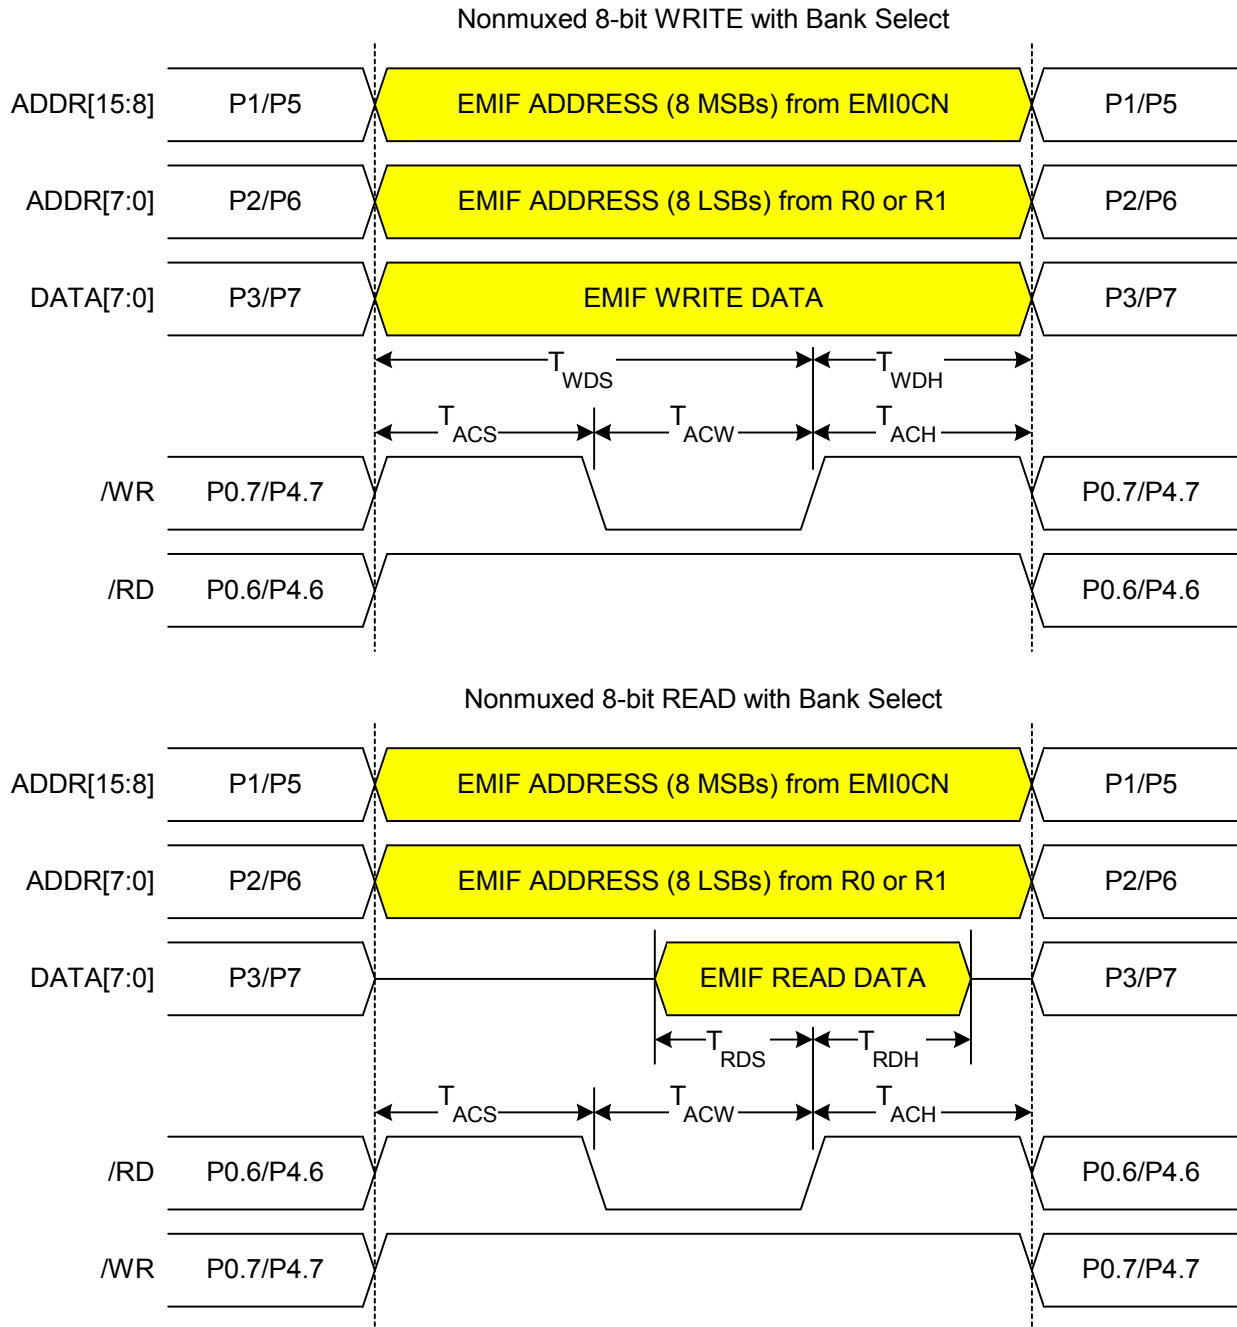 Nonmuxed 8-bit WRITE with Bank Select
ADDR[15:8] P1/P5 EMIF ADDRESS (8 MSBs) from EMI0CN P1/P5
ADDR[7:0] P2/P6 EMIF ADDRESS (8 LSBs) from R0 or R1 P2/P6
DATA[7:0] P3/P7 EMIF WRITE DATA P3/P7
TWDS TWDH
TACS TACW TACH
/WR P0.7/P4.7 P0.7/P4.7
/RD P0.6/P4.6 P0.6/P4.6
Nonmuxed 8-bit READ with Bank Select
ADDR[15:8] P1/P5 EMIF ADDRESS (8 MSBs) from EMI0CN P1/P5
ADDR[7:0] P2/P6 EMIF ADDRESS (8 LSBs) from R0 or R1 P2/P6
DATA[7:0] P3/P7 EMIF READ DATA P3/P7
TRDS TRDH
TACS TACW TACH
/RD P0.6/P4.6 P0.6/P4.6
/WR P0.7/P4.7 P0.7/P4.7